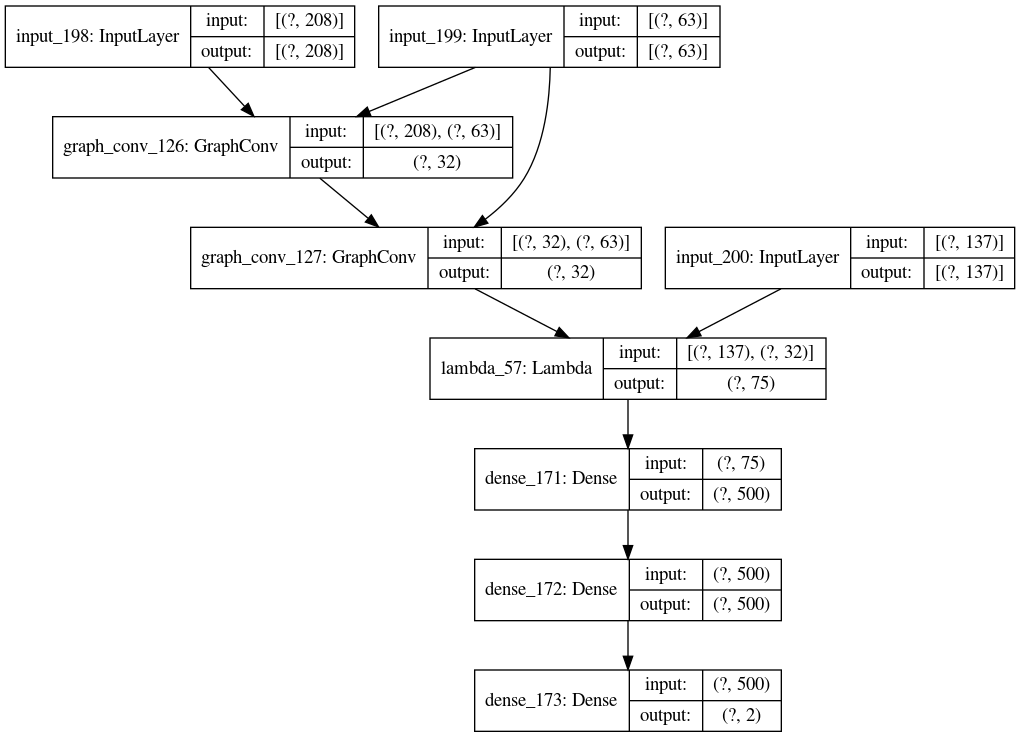 input_198: InputLayer input: [(?, 208)]
output: [(?, 208)]
input_199: InputLayer input: [(?, 63)]
output: [(?, 63)]
graph_conv_126: GraphConv input: [(?, 208), (?, 63)]
output: (?, 32)
graph_conv_127: GraphConv input: [(?, 32), (?, 63)]
output: (?, 32)
input_200: InputLayer input: [(?, 137)]
output: [(?, 137)]
lambda_57: Lambda input: [(?, 137), (?, 32)]
output: (?, 75)
dense_171: Dense input: (?, 75)
output: (?, 500)
dense_172: Dense input: (?, 500)
output: (?, 500)
dense_173: Dense input: (?, 500)
output: (?, 2)